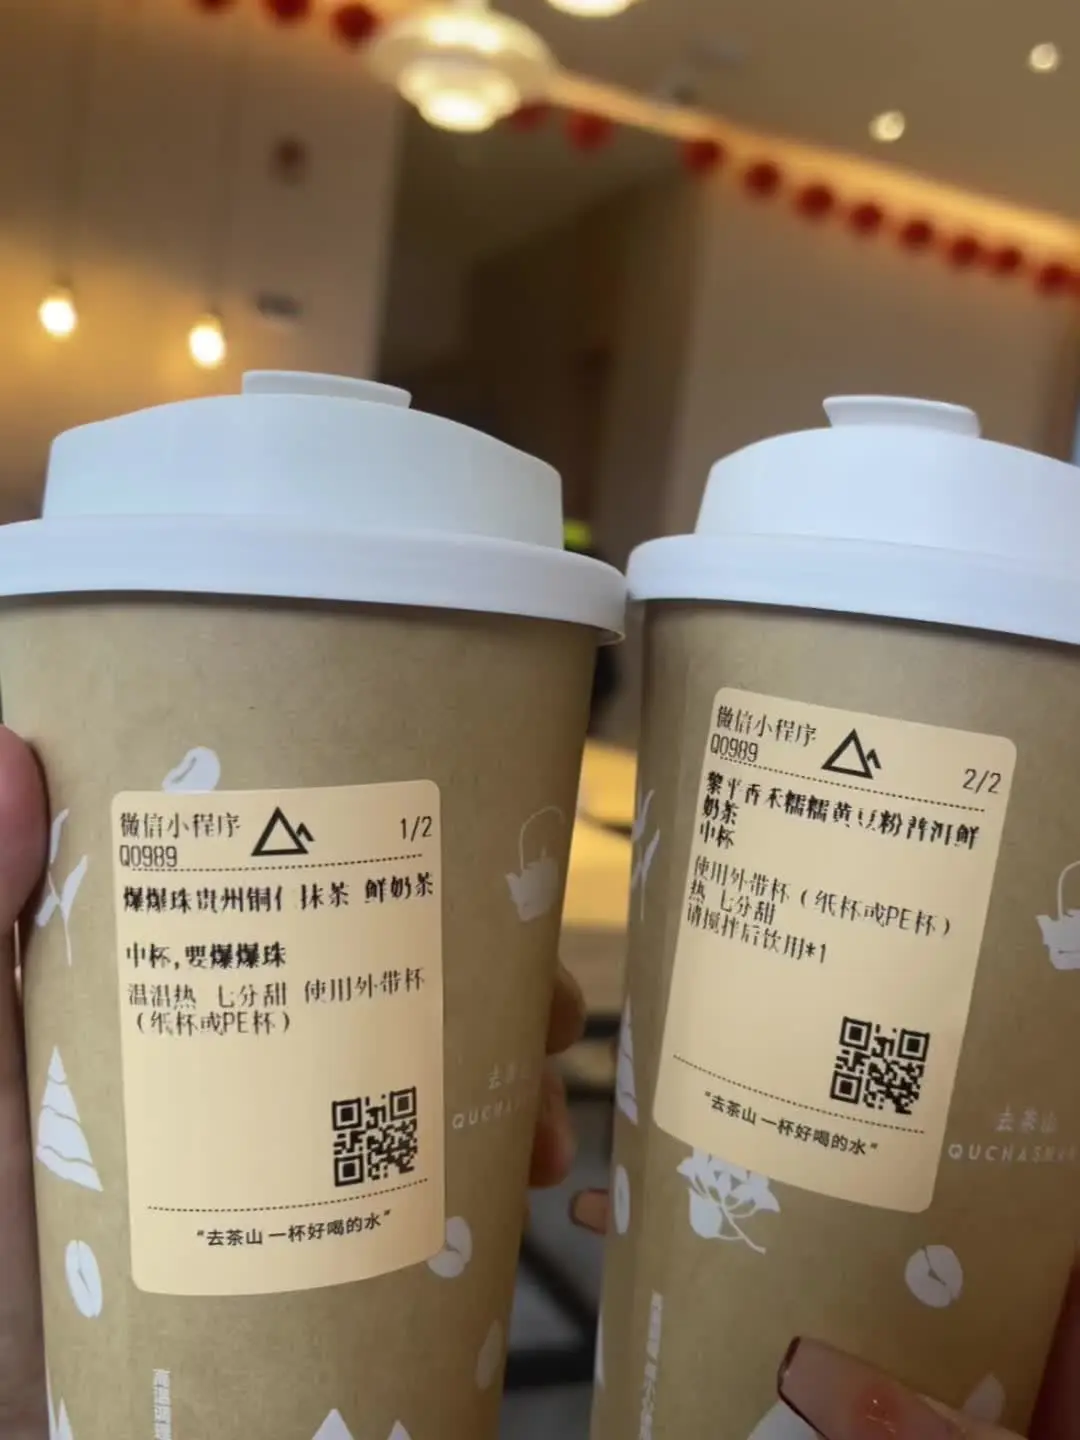 微信小程序
Q0989
1/2
爆爆珠贵州铜仁 抹茶 鲜奶茶
中杯,要爆爆珠
温温热 七分甜 使用外带杯
（纸杯或PE杯）
“去茶山 一杯好喝的水”
去茶山
微信小程序
Q0989
2/2
黎平香禾糯糯黄豆粉普洱鲜
奶茶
中杯
使用外带杯（纸杯或PE杯）
热 七分甜
请搅拌后饮用*1
“去茶山 一杯好喝的水”
去茶山